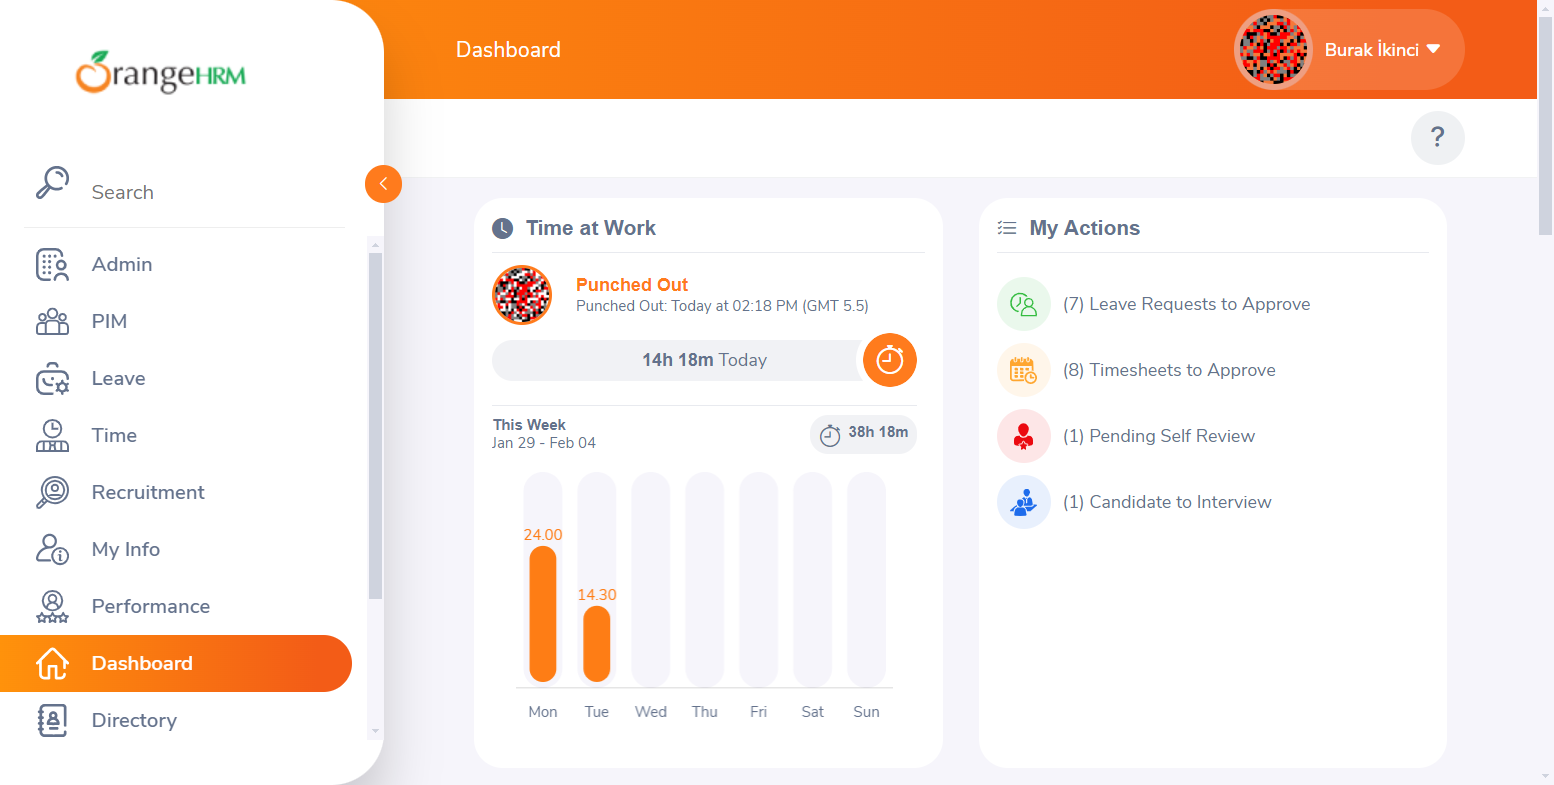 OrangeHRM
Dashboard
Burak İkinci
?
Search
Admin
PIM
Leave
Time
Recruitment
My Info
Performance
Dashboard
Directory
Time at Work
Punched Out
Punched Out: Today at 02:18 PM (GMT 5.5)
14h 18m Today
This Week
Jan 29 - Feb 04
38h 18m
24.00
14.30
Mon Tue Wed Thu Fri Sat Sun
My Actions
(7) Leave Requests to Approve
(8) Timesheets to Approve
(1) Pending Self Review
(1) Candidate to Interview